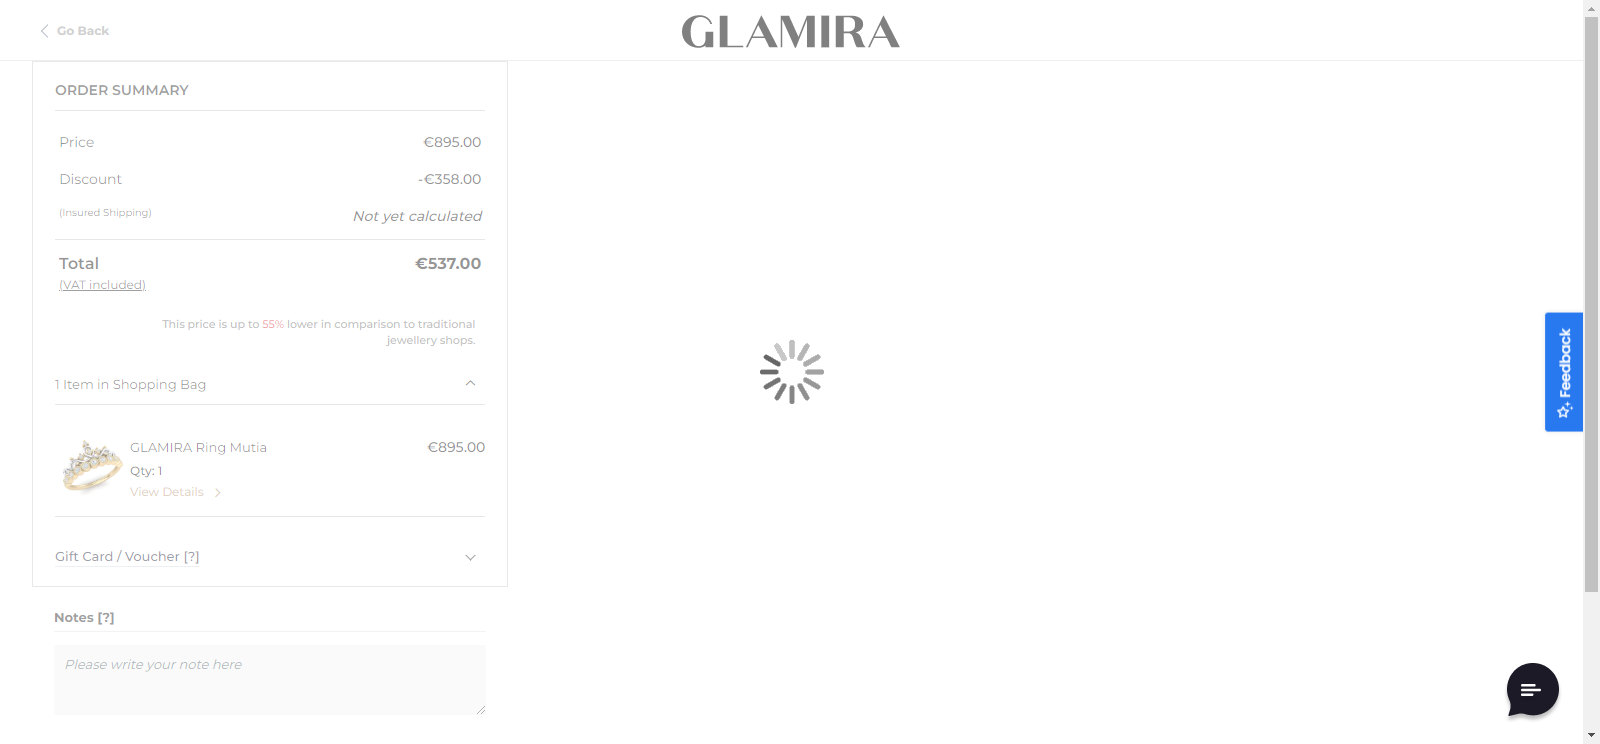 Go Back
GLAMIRA
ORDER SUMMARY
Price €895.00
Discount -€358.00
(Insured Shipping) Not yet calculated
Total €537.00
(VAT included)
This price is up to 55% lower in comparison to traditional
jewellery shops.
1 Item in Shopping Bag
GLAMIRA Ring Mutia €895.00
Qty: 1
View Details
Gift Card / Voucher [?]
Notes [?]
Please write your note here
Feedback